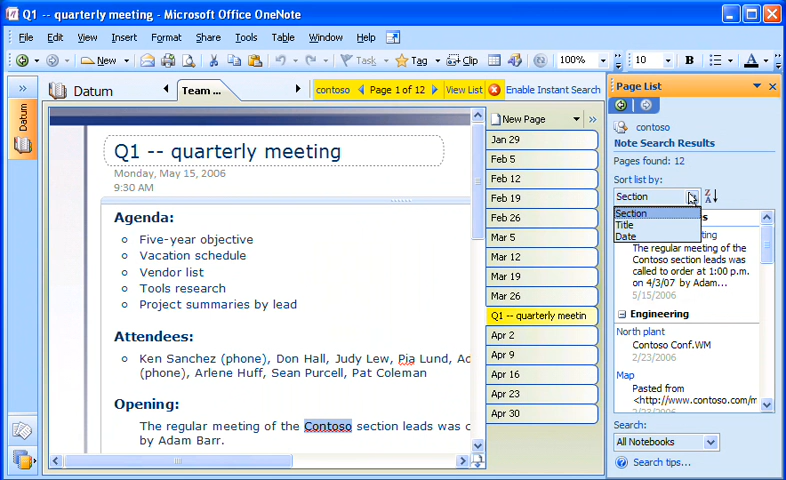 Q1 -- quarterly meeting - Microsoft Office OneNote
File Edit View Insert Format Share Tools Table Window Help
New Task Tag Clip 100% 10 B A
Datum Team ... contoso Page 1 of 12 View List Enable Instant Search
Datum
Q1 -- quarterly meeting
Monday, May 15, 2006
9:30 AM
Agenda:
Five-year objective
Vacation schedule
Vendor list
Tools research
Project summaries by lead
Attendees:
Ken Sanchez (phone), Don Hall, Judy Lew, Pia Lund, Ad
(phone), Arlene Huff, Sean Purcell, Pat Coleman
Opening:
The regular meeting of the Contoso section leads was c
by Adam Barr.
New Page
Jan 29
Feb 5
Feb 12
Feb 19
Feb 26
Mar 5
Mar 12
Mar 19
Mar 26
Q1 -- quarterly meetin
Apr 2
Apr 9
Apr 16
Apr 23
Apr 30
Page List
contoso
Note Search Results
Pages found: 12
Sort list by:
Section
Section
Title
Date
The regular meeting of the
Contoso section leads was
called to order at 1:00 p.m.
on 4/3/07 by Adam...
5/15/2006
Engineering
North plant
Contoso Conf.WM
2/23/2006
Map
Pasted from
<http://www.contoso.com/m
2/23/2006
Search:
All Notebooks
Search tips...